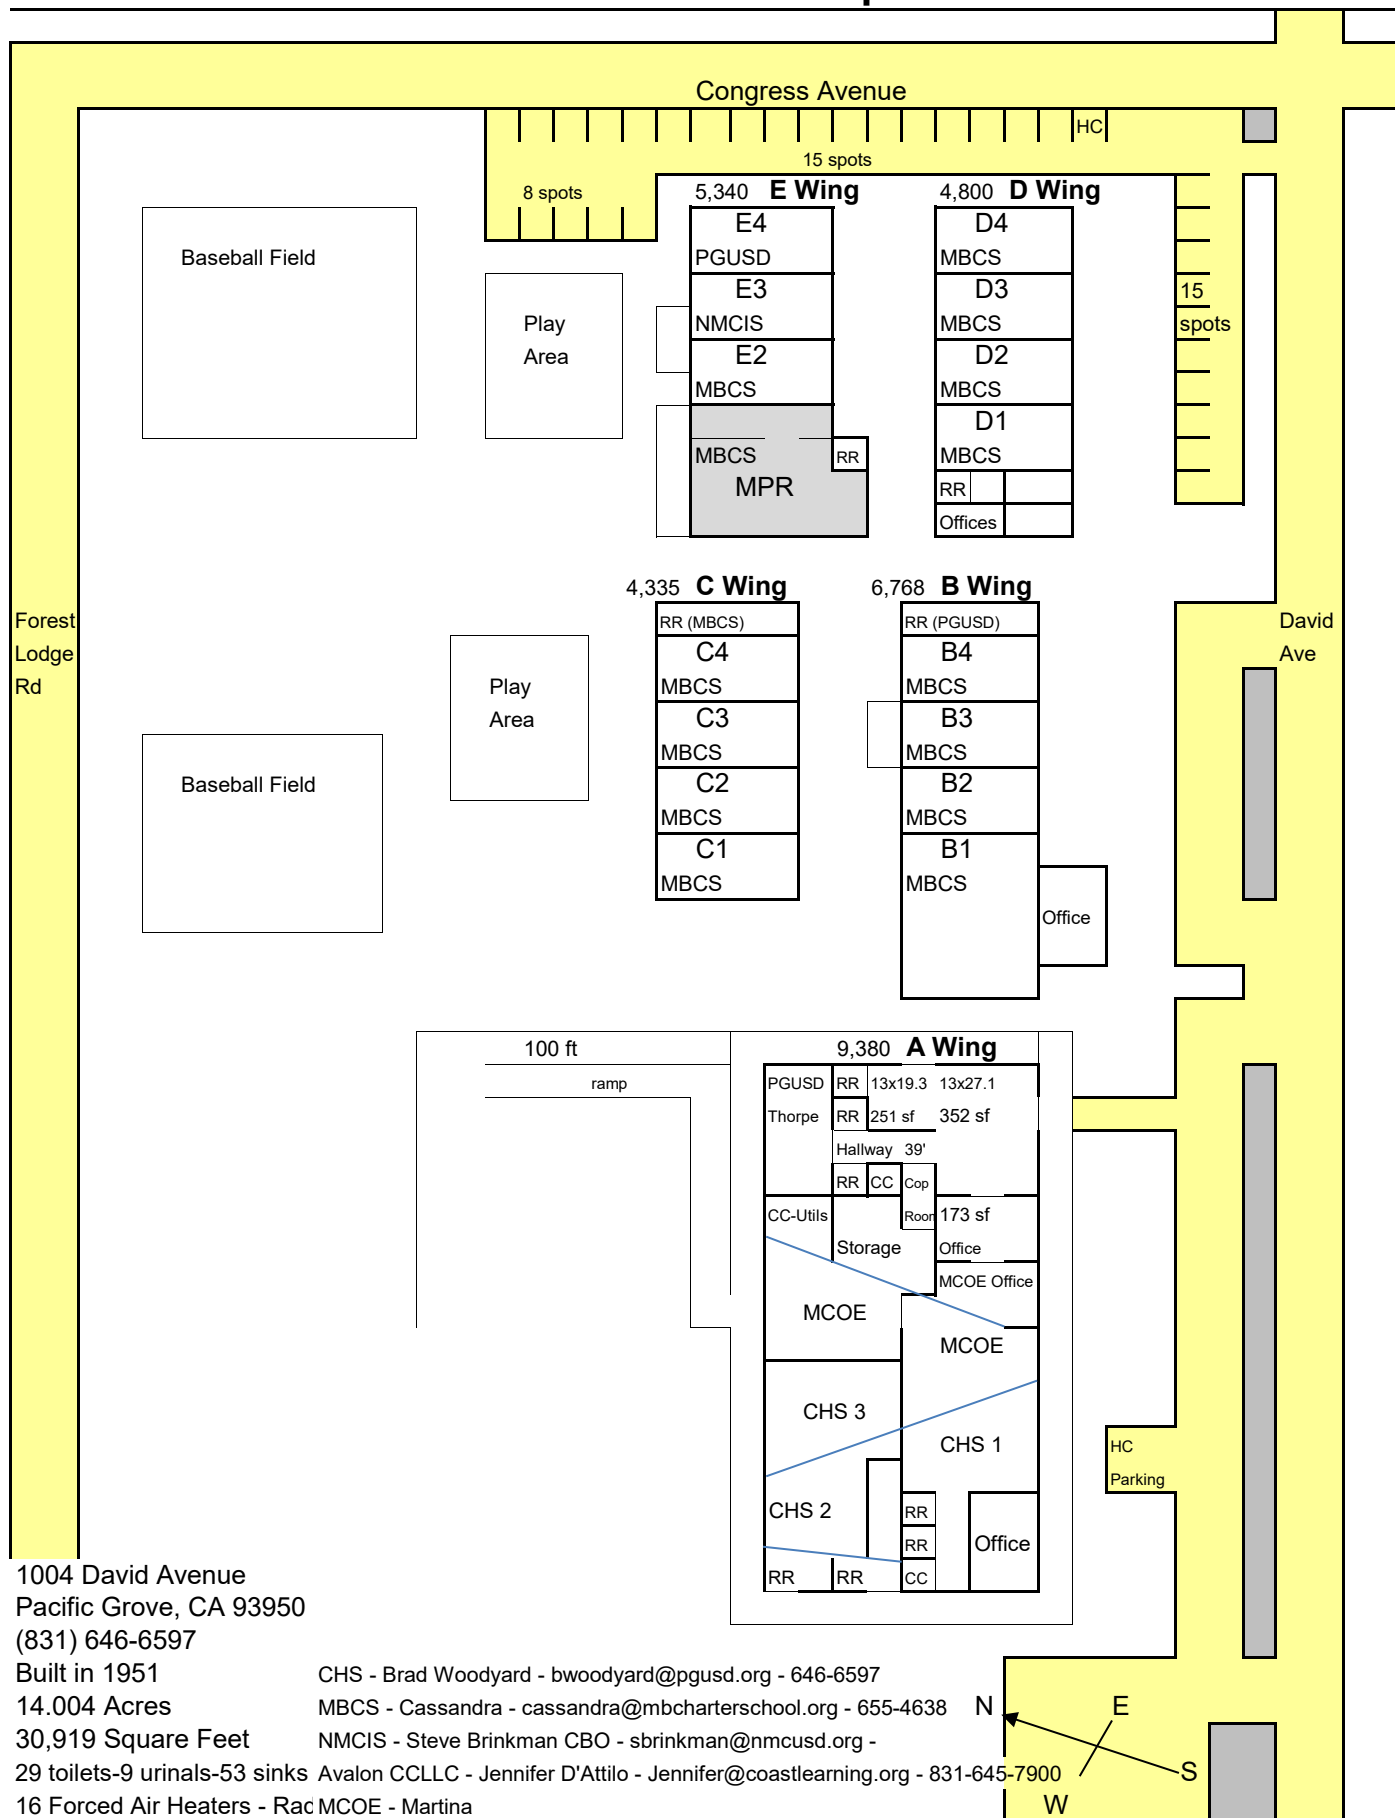 Congress Avenue
HC
15 spots
8 spots
5,340 E Wing
4,800 D Wing
E4
PGUSD
E3
NMCIS
E2
MBCS
MBCS
RR
MPR
D4
MBCS
D3
MBCS
D2
MBCS
D1
MBCS
RR
Offices
15
spots
Baseball Field
Play
Area
4,335 C Wing
6,768 B Wing
RR (MBCS)
C4
MBCS
C3
MBCS
C2
MBCS
C1
MBCS
RR (PGUSD)
B4
MBCS
B3
MBCS
B2
MBCS
B1
MBCS
Office
Forest
Lodge
Rd
David
Ave
Play
Area
Baseball Field
100 ft
ramp
9,380 A Wing
PGUSD RR 13x19.3 13x27.1
Thorpe RR 251 sf 352 sf
Hallway 39'
RR CC Cop
CC-Utils Room 173 sf
Storage Office
MCOE Office
MCOE
MCOE
CHS 3
CHS 1
HC
Parking
CHS 2
RR
RR
Office
RR RR CC
1004 David Avenue
Pacific Grove, CA 93950
(831) 646-6597
Built in 1951
14.004 Acres
30,919 Square Feet
29 toilets-9 urinals-53 sinks
16 Forced Air Heaters - Rad
CHS - Brad Woodyard - bwoodyard@pgusd.org - 646-6597
MBCS - Cassandra - cassandra@mbcharterschool.org - 655-4638
NMCIS - Steve Brinkman CBO - sbrinkman@nmcusd.org -
Avalon CCLLC - Jennifer D'Attilo - Jennifer@coastlearning.org - 831-645-7900
MCOE - Martina
N
E
S
W